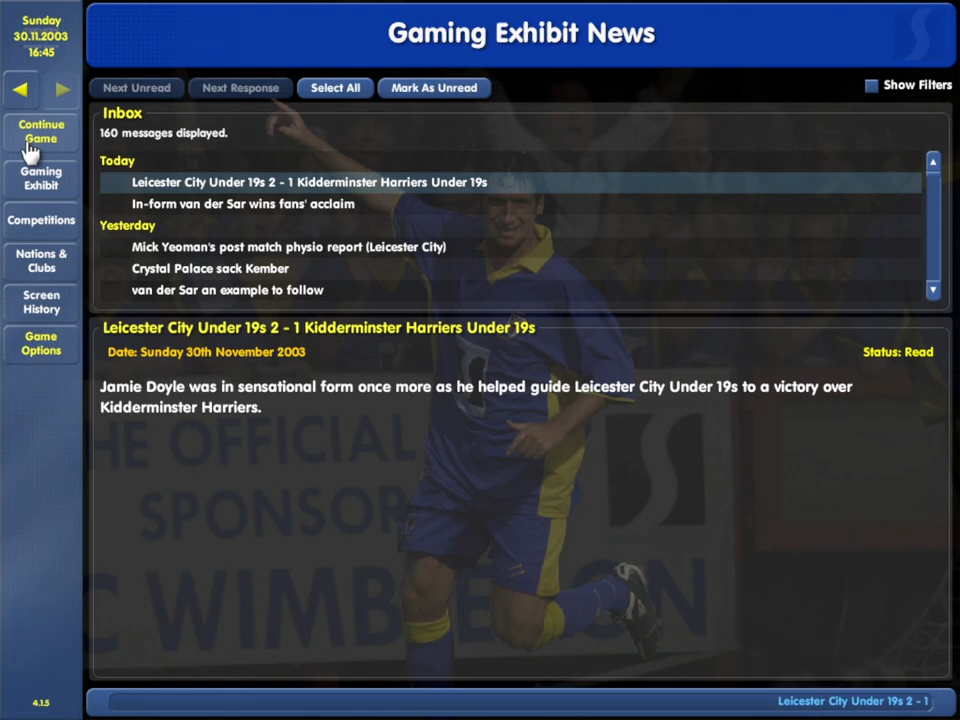 Sunday
30.11.2003
16:45
Gaming Exhibit News
Next Unread
Next Response
Select All
Mark As Unread
Show Filters
Continue
Game
Gaming
Exhibit
Competitions
Nations &
Clubs
Screen
History
Game
Options
Inbox
160 messages displayed.
Today
Leicester City Under 19s 2 - 1 Kidderminster Harriers Under 19s
In-form van der Sar wins fans' acclaim
Yesterday
Mick Yeoman's post match physio report (Leicester City)
Crystal Palace sack Kember
van der Sar an example to follow
Leicester City Under 19s 2 - 1 Kidderminster Harriers Under 19s
Date: Sunday 30th November 2003
Status: Read
Jamie Doyle was in sensational form once more as he helped guide Leicester City Under 19s to a victory over
Kidderminster Harriers.
HE OFFICIAL
SPONSOR
C WIMB ON
4.1.5
Leicester City Under 19s 2 - 1